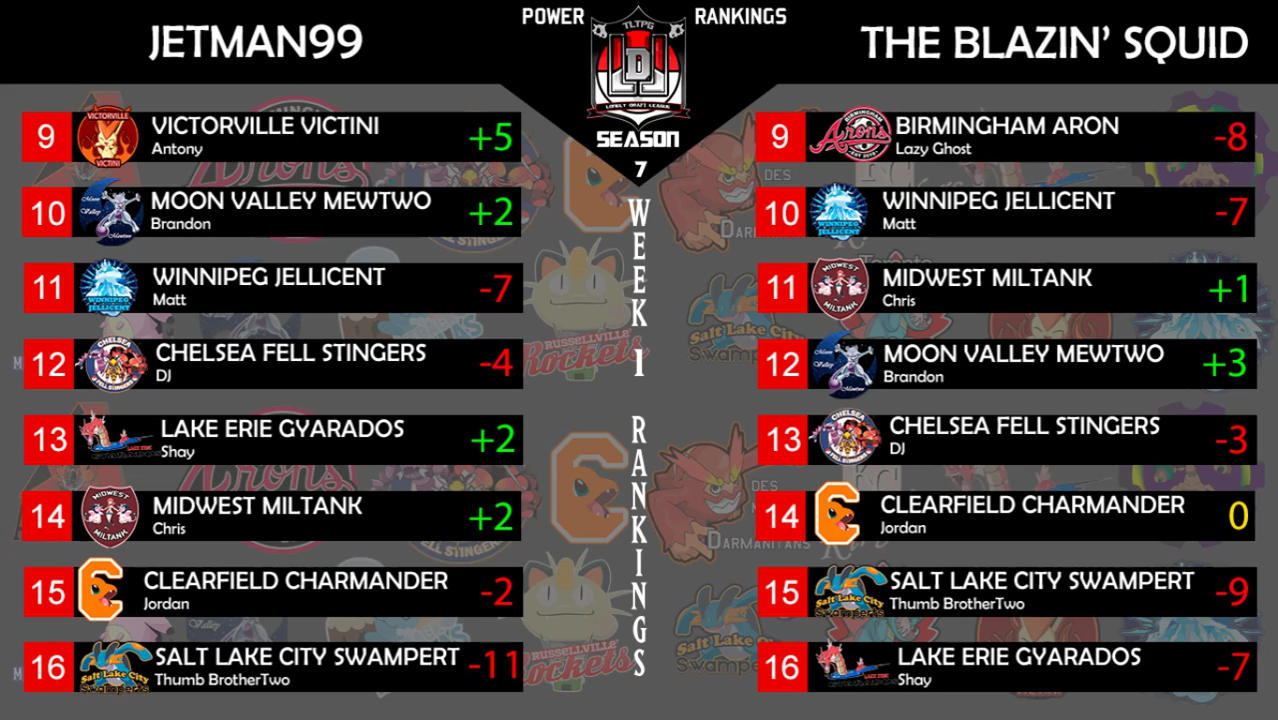 POWER RANKINGS
JETMAN99
THE BLAZIN' SQUID
TLTPG
LDL
LONELY DRAFT LEAGUE
SEASON
7
WEEK 1 RANKINGS
9 VICTORVILLE VICTINI +5
Antony
10 MOON VALLEY MEWTWO +2
Brandon
11 WINNIPEG JELLICENT -7
Matt
12 CHELSEA FELL STINGERS -4
DJ
13 LAKE ERIE GYARADOS +2
Shay
14 MIDWEST MILTANK +2
Chris
15 CLEARFIELD CHARMANDER -2
Jordan
16 SALT LAKE CITY SWAMPERT -11
Thumb BrotherTwo
9 BIRMINGHAM ARON -8
Lazy Ghost
10 WINNIPEG JELLICENT -7
Matt
11 MIDWEST MILTANK +1
Chris
12 MOON VALLEY MEWTWO +3
Brandon
13 CHELSEA FELL STINGERS -3
DJ
14 CLEARFIELD CHARMANDER 0
Jordan
15 SALT LAKE CITY SWAMPERT -9
Thumb BrotherTwo
16 LAKE ERIE GYARADOS -7
Shay